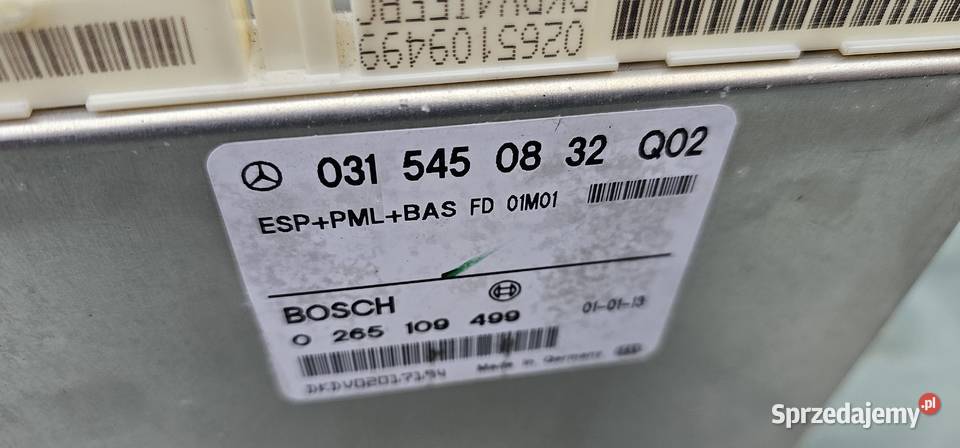 0265109499
031 545 08 32 Q02
ESP+PML+BAS FD 01M01
BOSCH
0 265 109 499
01-01-13
DKDV02017194
Made in Germany
Sprzedajemy.pl